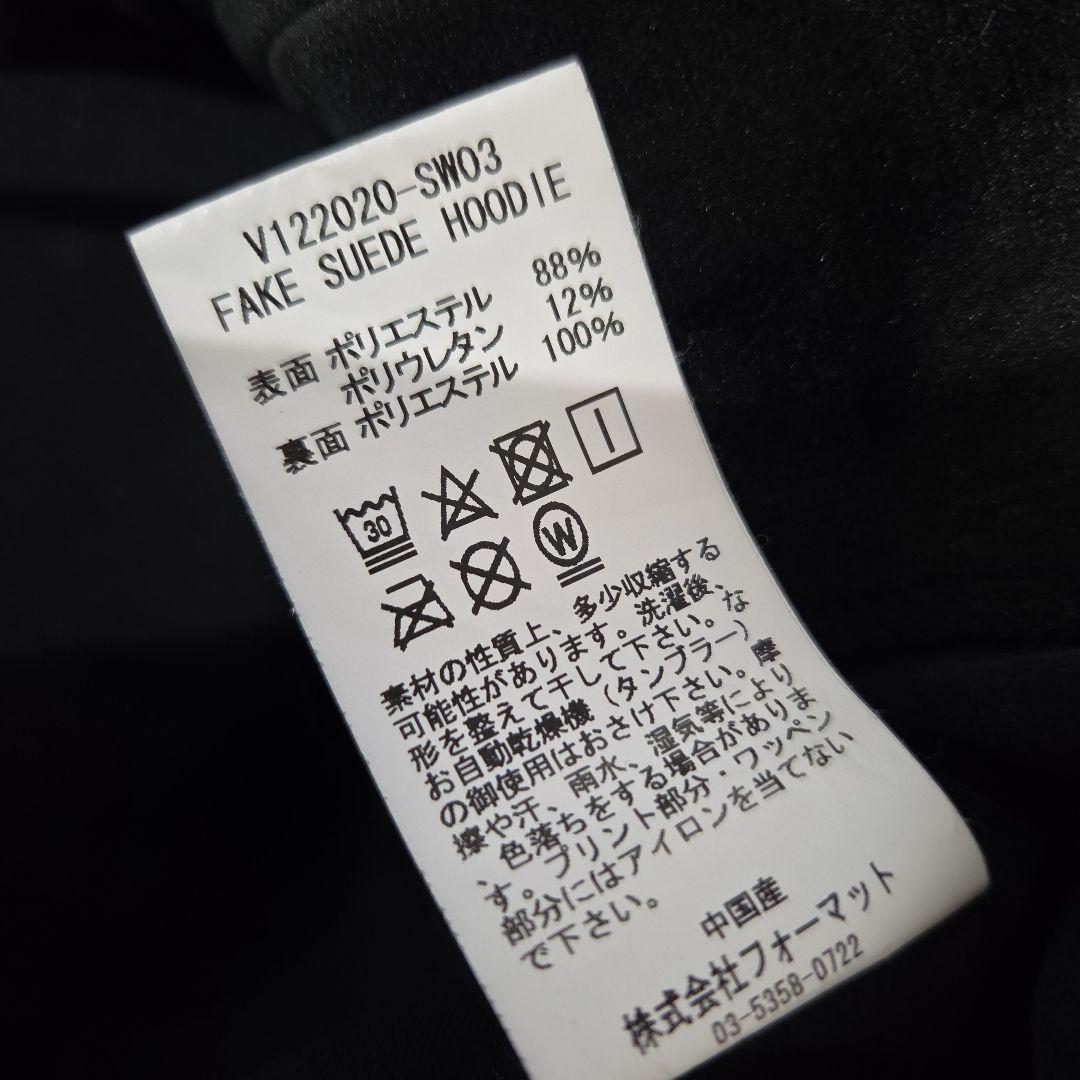 V122020-SW03
FAKE SUEDE HOODIE
表面 ポリエステル 88%
ポリウレタン 12%
裏面 ポリエステル 100%
30
W
素材の性質上、多少収縮する
可能性があります。洗濯後、
形を整えて干して下さい。な
お自動乾燥機(タンブラー)
の御使用はおさけ下さい。摩
擦や汗、雨水、湿気等により
色落ちをする場合がありま
す。プリント部分・ワッペン
部分にはアイロンを当てない
で下さい。
中国産
株式会社フォーマット
03-5358-0722